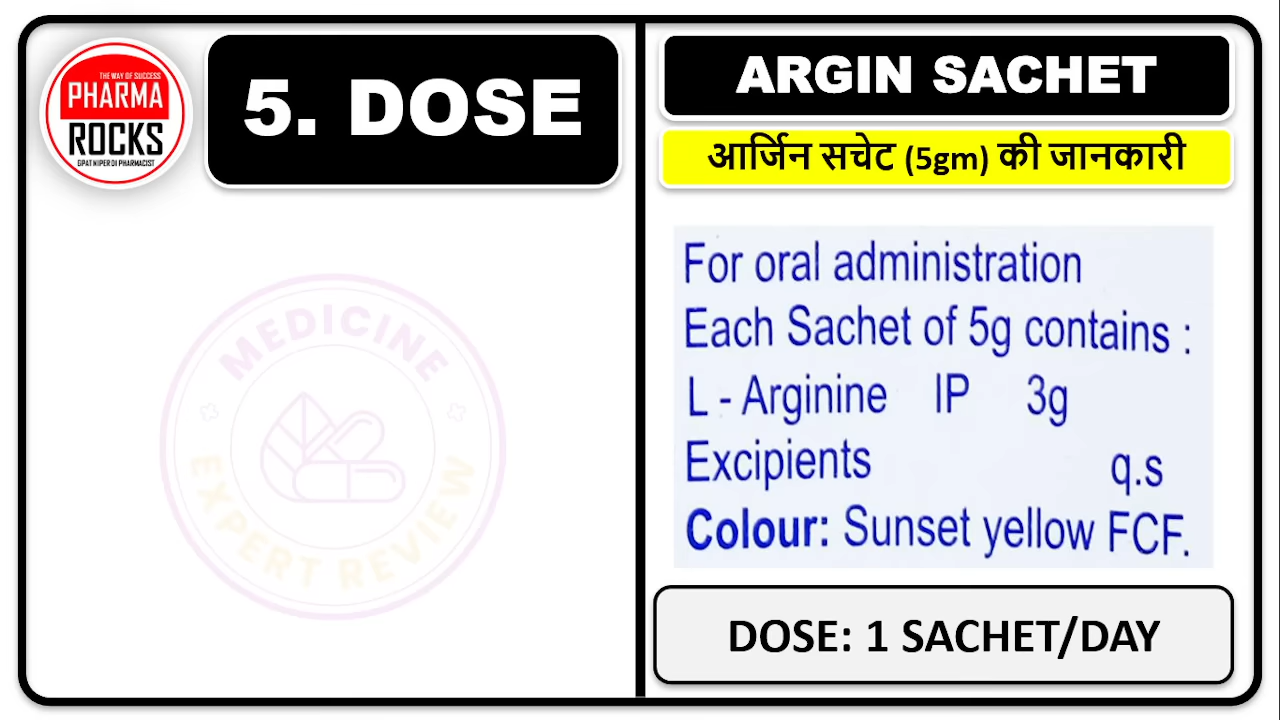 THE WAY OF SUCCESS
PHARMA
ROCKS
GPAT NIPER DI PHARMACIST
5. DOSE
MEDICINE
EXPERT REVIEW
ARGIN SACHET
आर्जिन सचेट (5gm) की जानकारी
For oral administration
Each Sachet of 5g contains :
L - Arginine IP 3g
Excipients q.s
Colour: Sunset yellow FCF.
DOSE: 1 SACHET/DAY